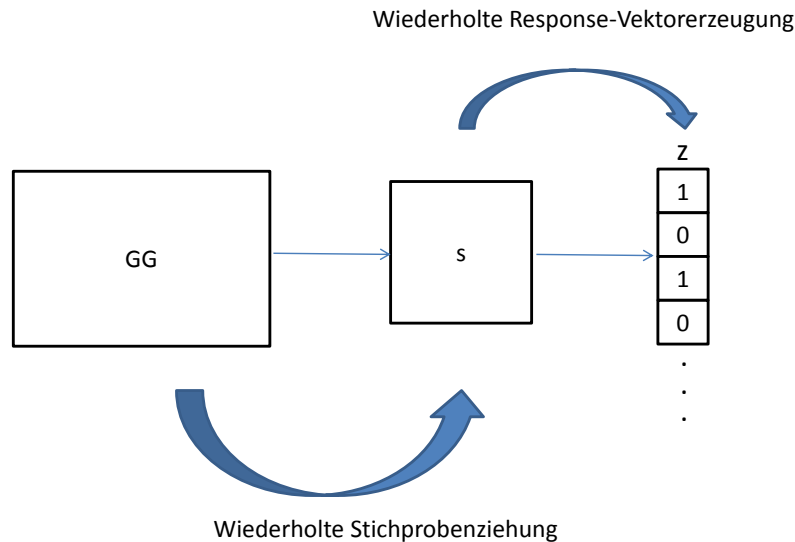 Wiederholte Response-Vektorerzeugung
z
1
GG
s
0
1
0
.
.
.
Wiederholte Stichprobenziehung